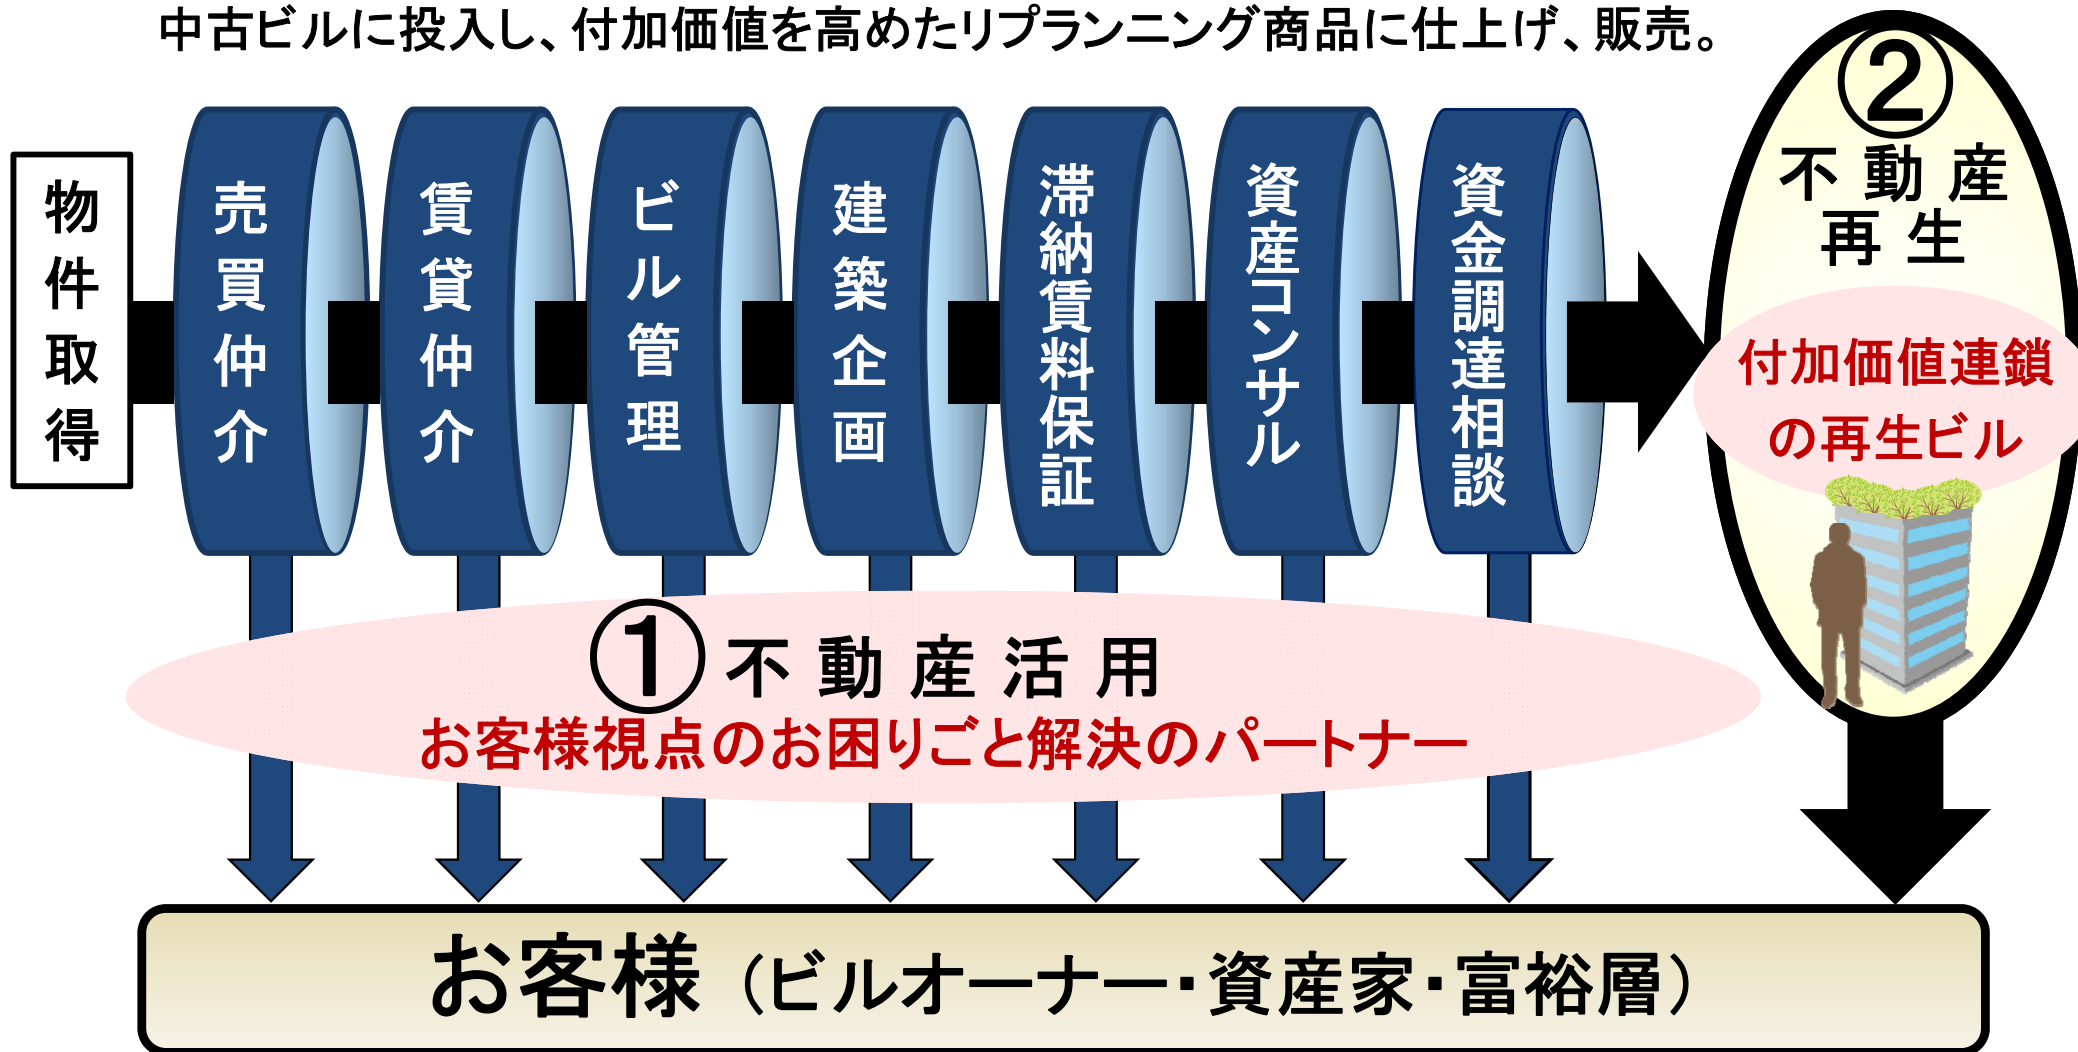 中古ビルに投入し、付加価値を高めたリプランニング商品に仕上げ、販売。
物件取得
売買仲介
賃貸仲介
ビル管理
建築企画
滞納賃料保証
資産コンサル
資金調達相談
②
不動産
再生
付加価値連鎖
の再生ビル
①不動産活用
お客様視点のお困りごと解決のパートナー
お客様（ビルオーナー・資産家・富裕層）